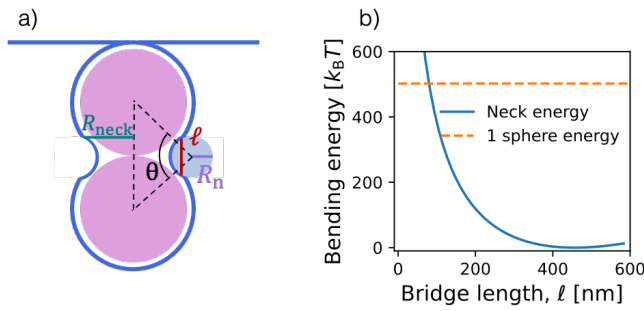 a)
R_neck
ℓ
θ
R_n
b)
Bending energy [k_BT]
600
400
200
0
Neck energy
1 sphere energy
0 200 400 600
Bridge length, ℓ [nm]